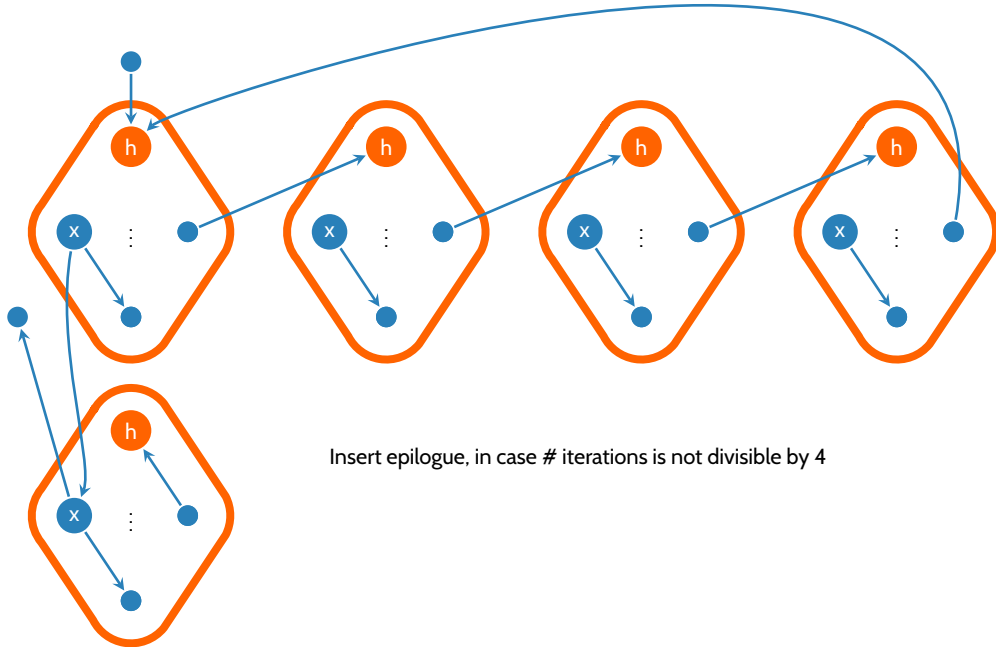 h h h h
x ⋮ x ⋮ x ⋮ x ⋮
h
Insert epilogue, in case # iterations is not divisible by 4
x ⋮